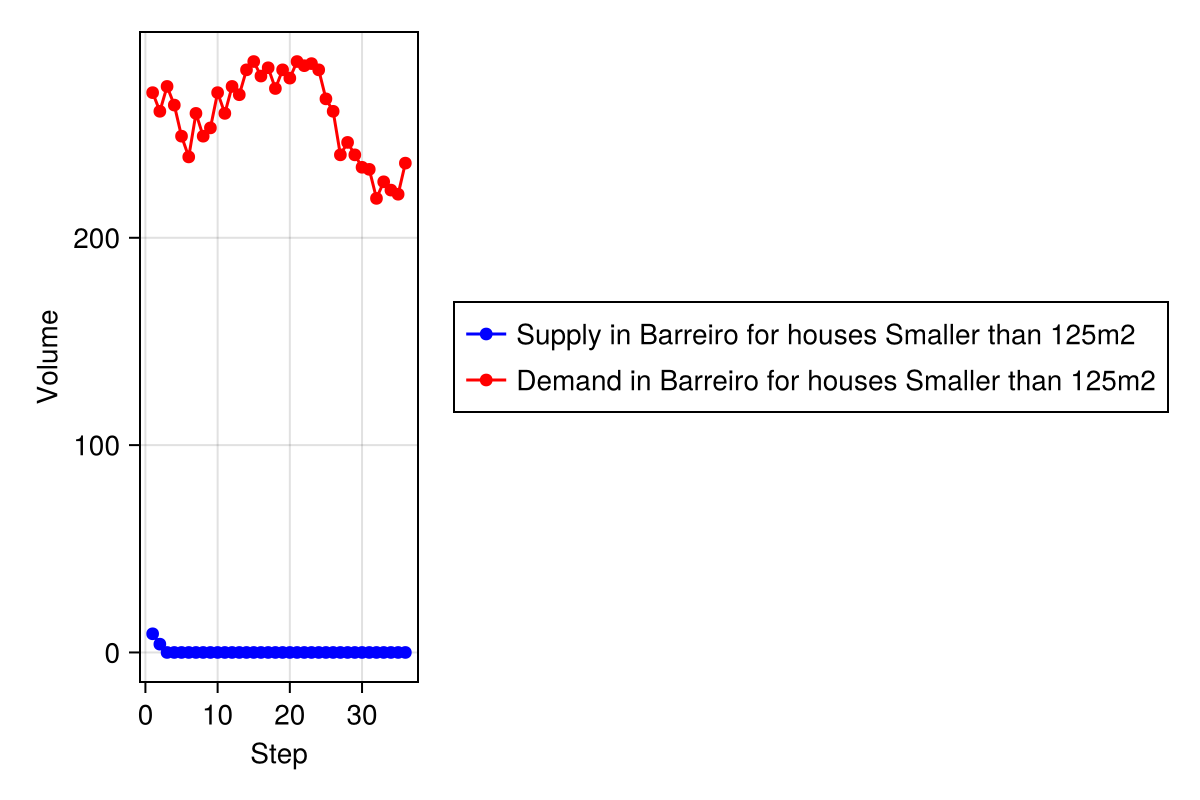 Volume
200
100
0
0 10 20 30
Step
Supply in Barreiro for houses Smaller than 125m2
Demand in Barreiro for houses Smaller than 125m2